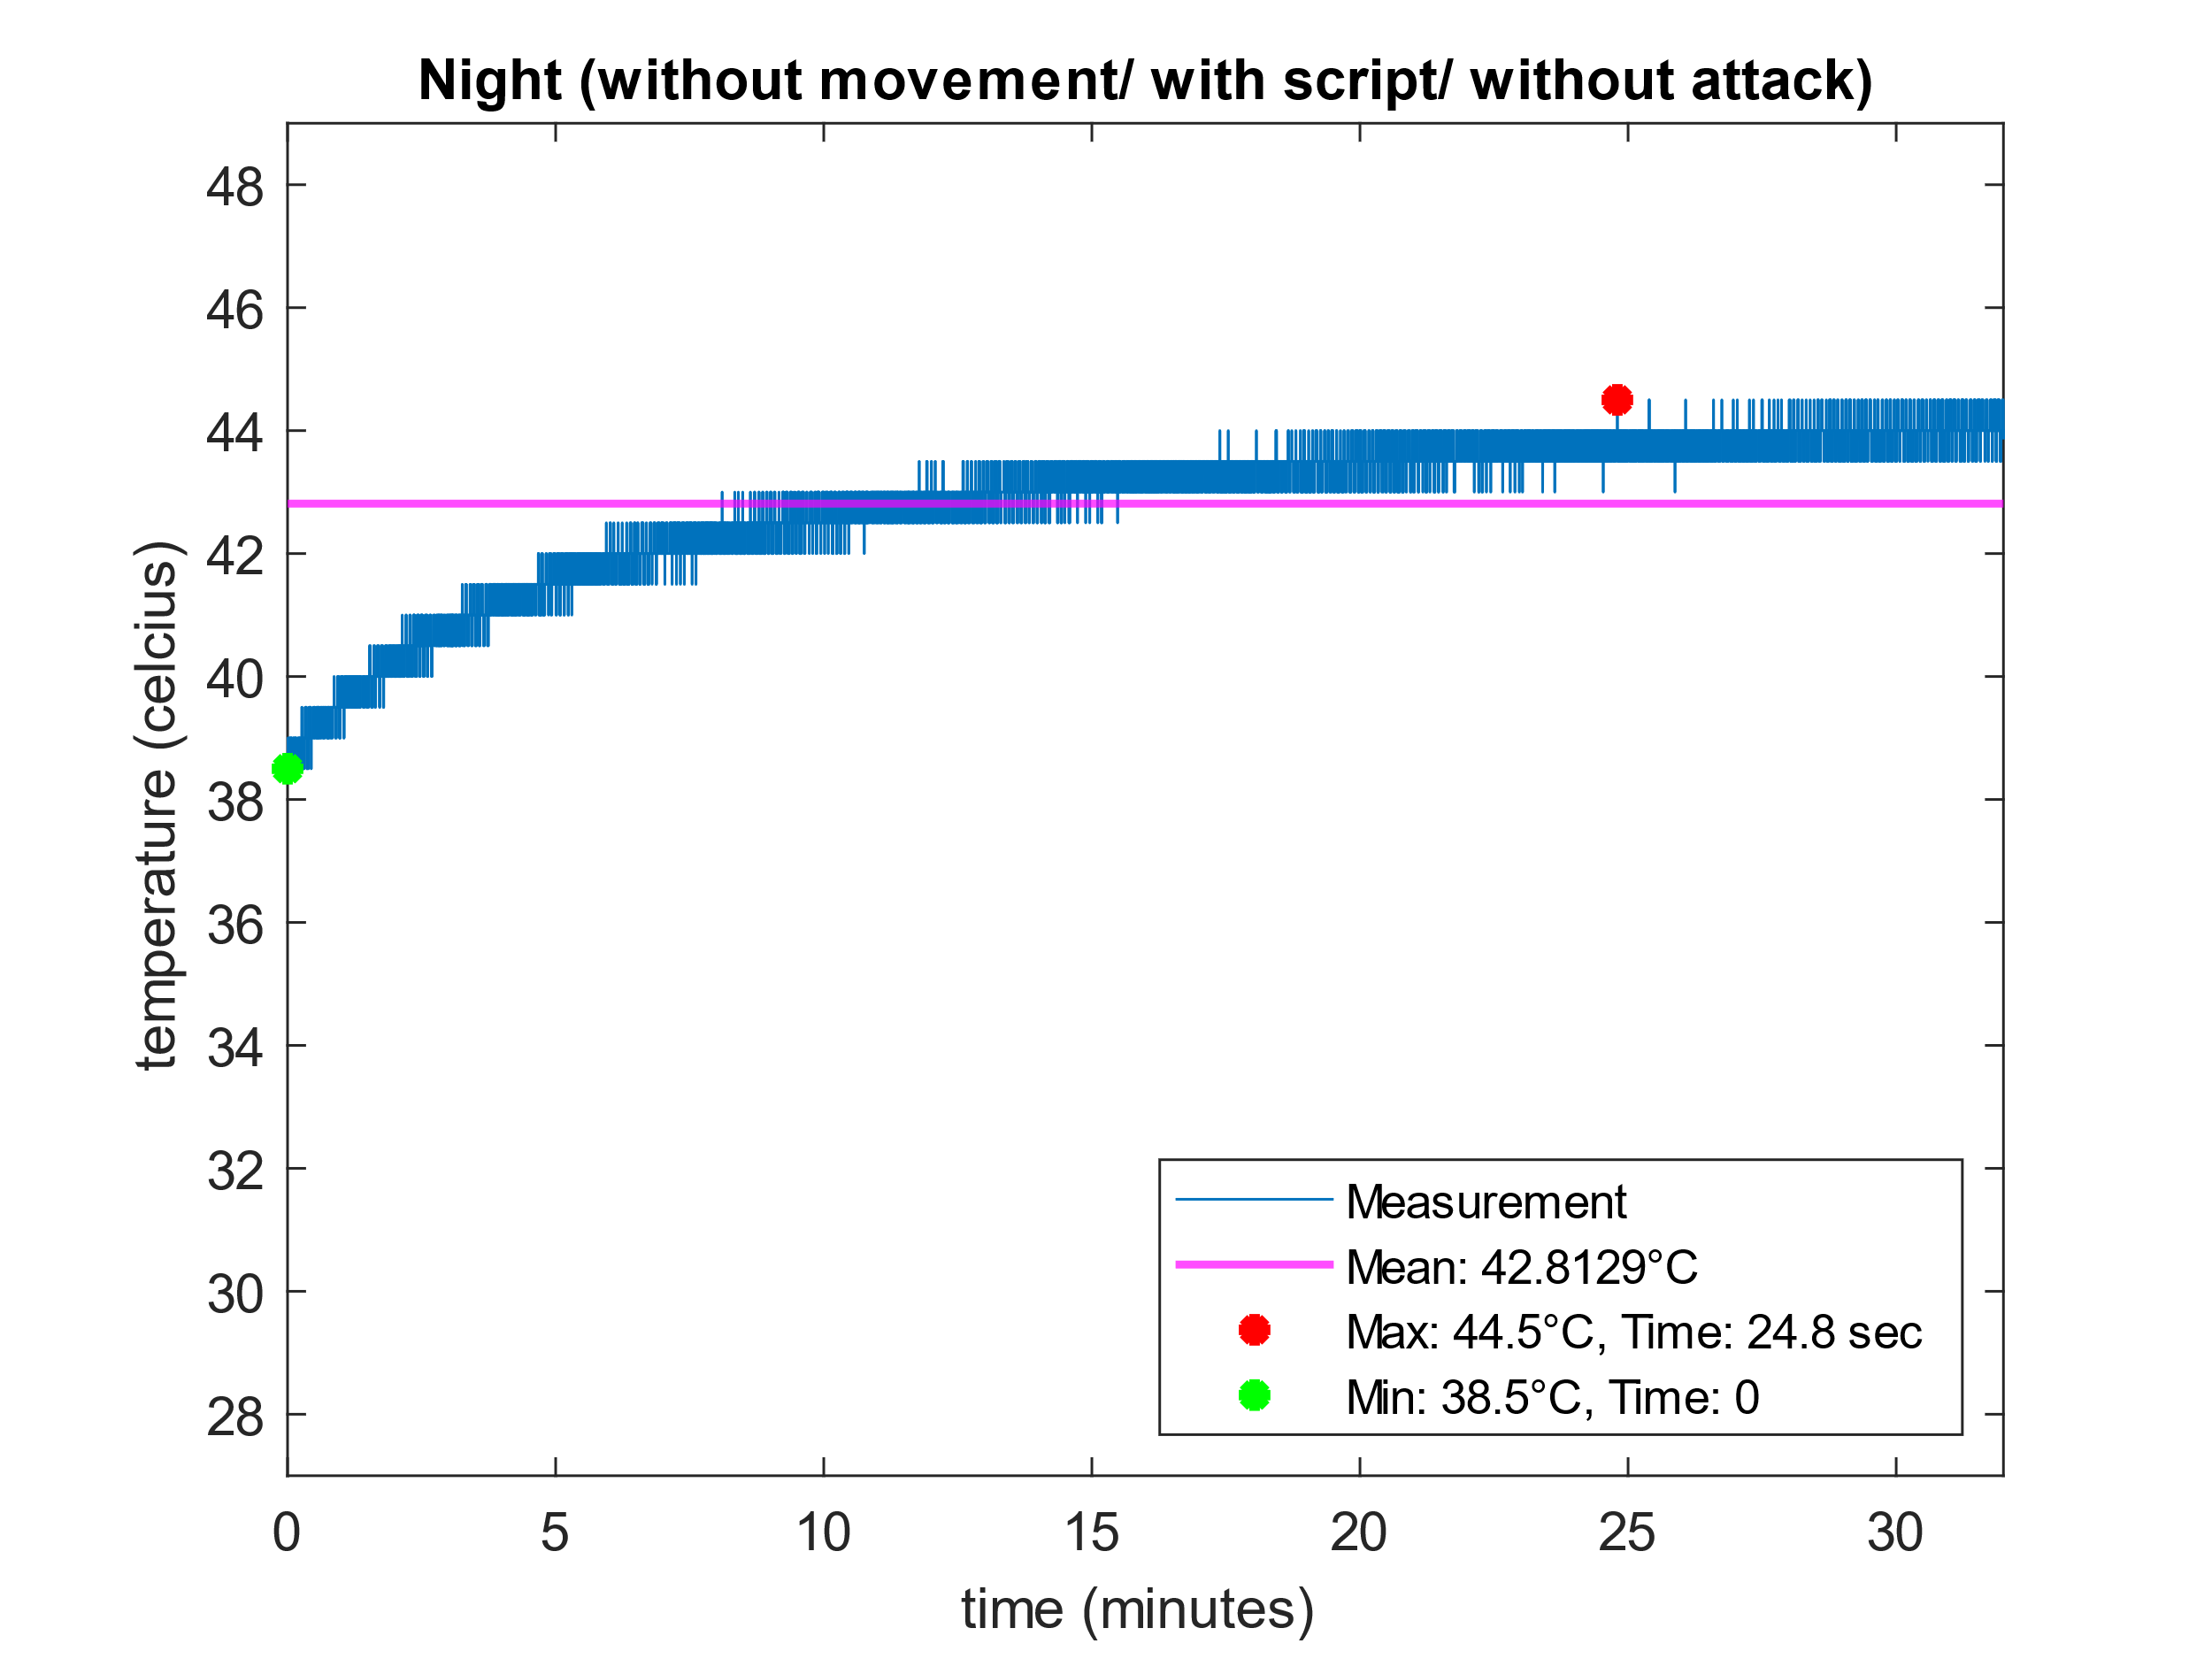 Night (without movement/ with script/ without attack)
48
46
44
42
40
38
36
34
32
30
28
temperature (celcius)
Measurement
Mean: 42.8129°C
Max: 44.5°C, Time: 24.8 sec
Min: 38.5°C, Time: 0
0 5 10 15 20 25 30
time (minutes)